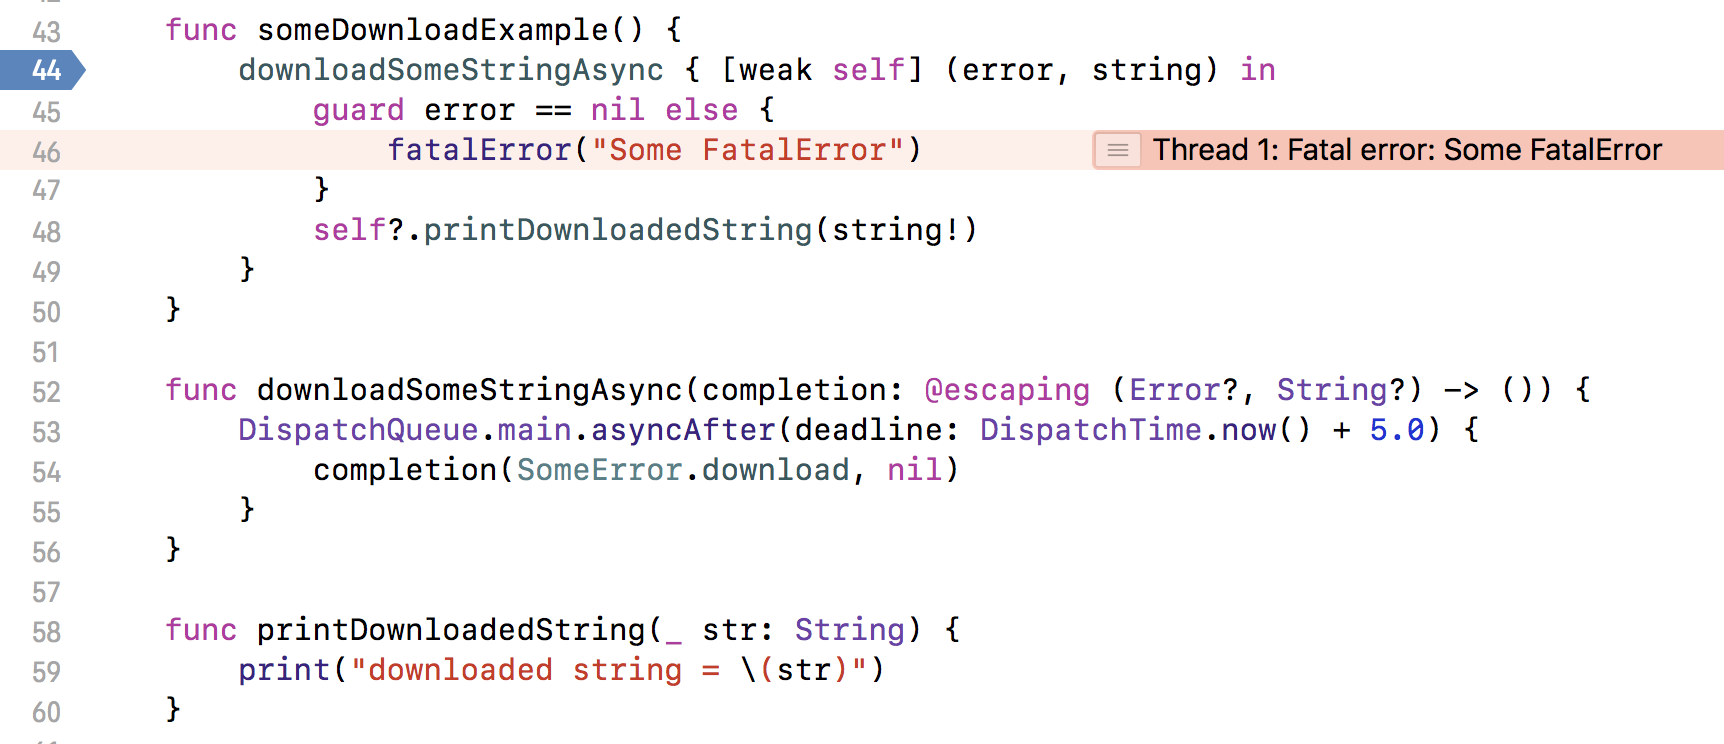 43 func someDownloadExample() {
44 downloadSomeStringAsync { [weak self] (error, string) in
45 guard error == nil else {
46 fatalError("Some FatalError") Thread 1: Fatal error: Some FatalError
47 }
48 self?.printDownloadedString(string!)
49 }
50 }
51
52 func downloadSomeStringAsync(completion: @escaping (Error?, String?) -> ()) {
53 DispatchQueue.main.asyncAfter(deadline: DispatchTime.now() + 5.0) {
54 completion(SomeError.download, nil)
55 }
56 }
57
58 func printDownloadedString(_ str: String) {
59 print("downloaded string = \(str)")
60 }